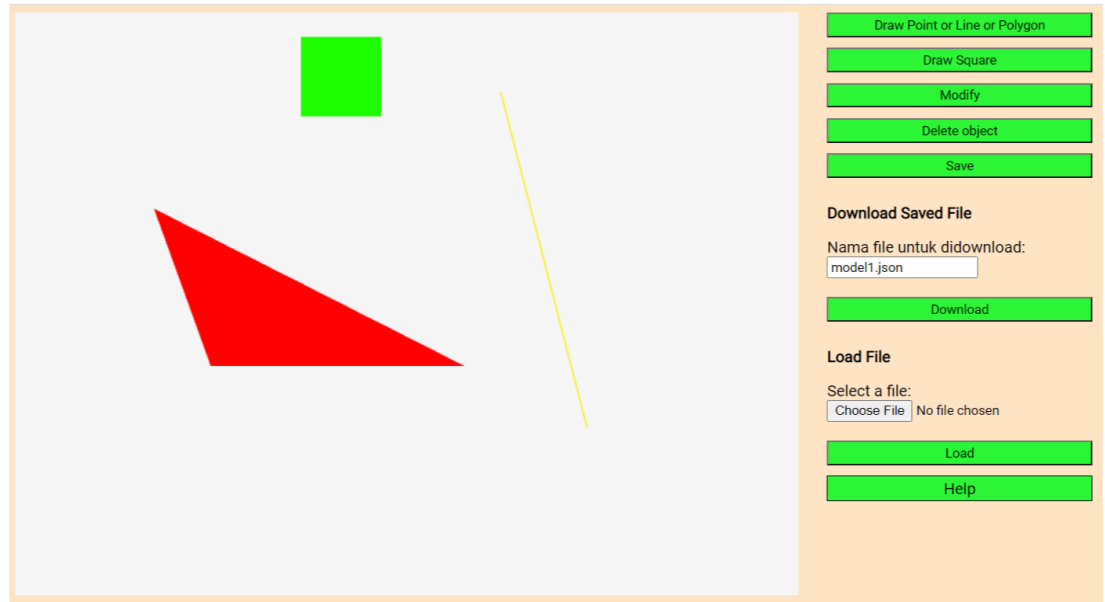 Draw Point or Line or Polygon
Draw Square
Modify
Delete object
Save
Download Saved File
Nama file untuk didownload:
model1.json
Download
Load File
Select a file:
Choose File No file chosen
Load
Help